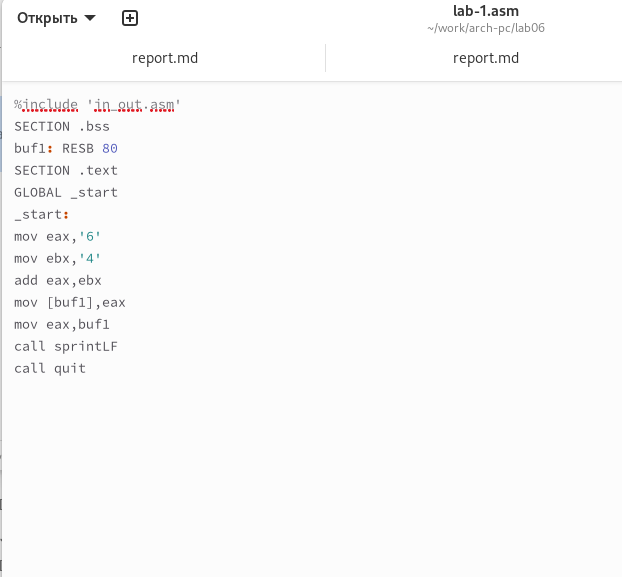 Открыть
lab-1.asm
~/work/arch-pc/lab06
report.md
report.md
%include 'in_out.asm'
SECTION .bss
buf1: RESB 80
SECTION .text
GLOBAL _start
_start:
mov eax,'6'
mov ebx,'4'
add eax,ebx
mov [buf1],eax
mov eax,buf1
call sprintLF
call quit